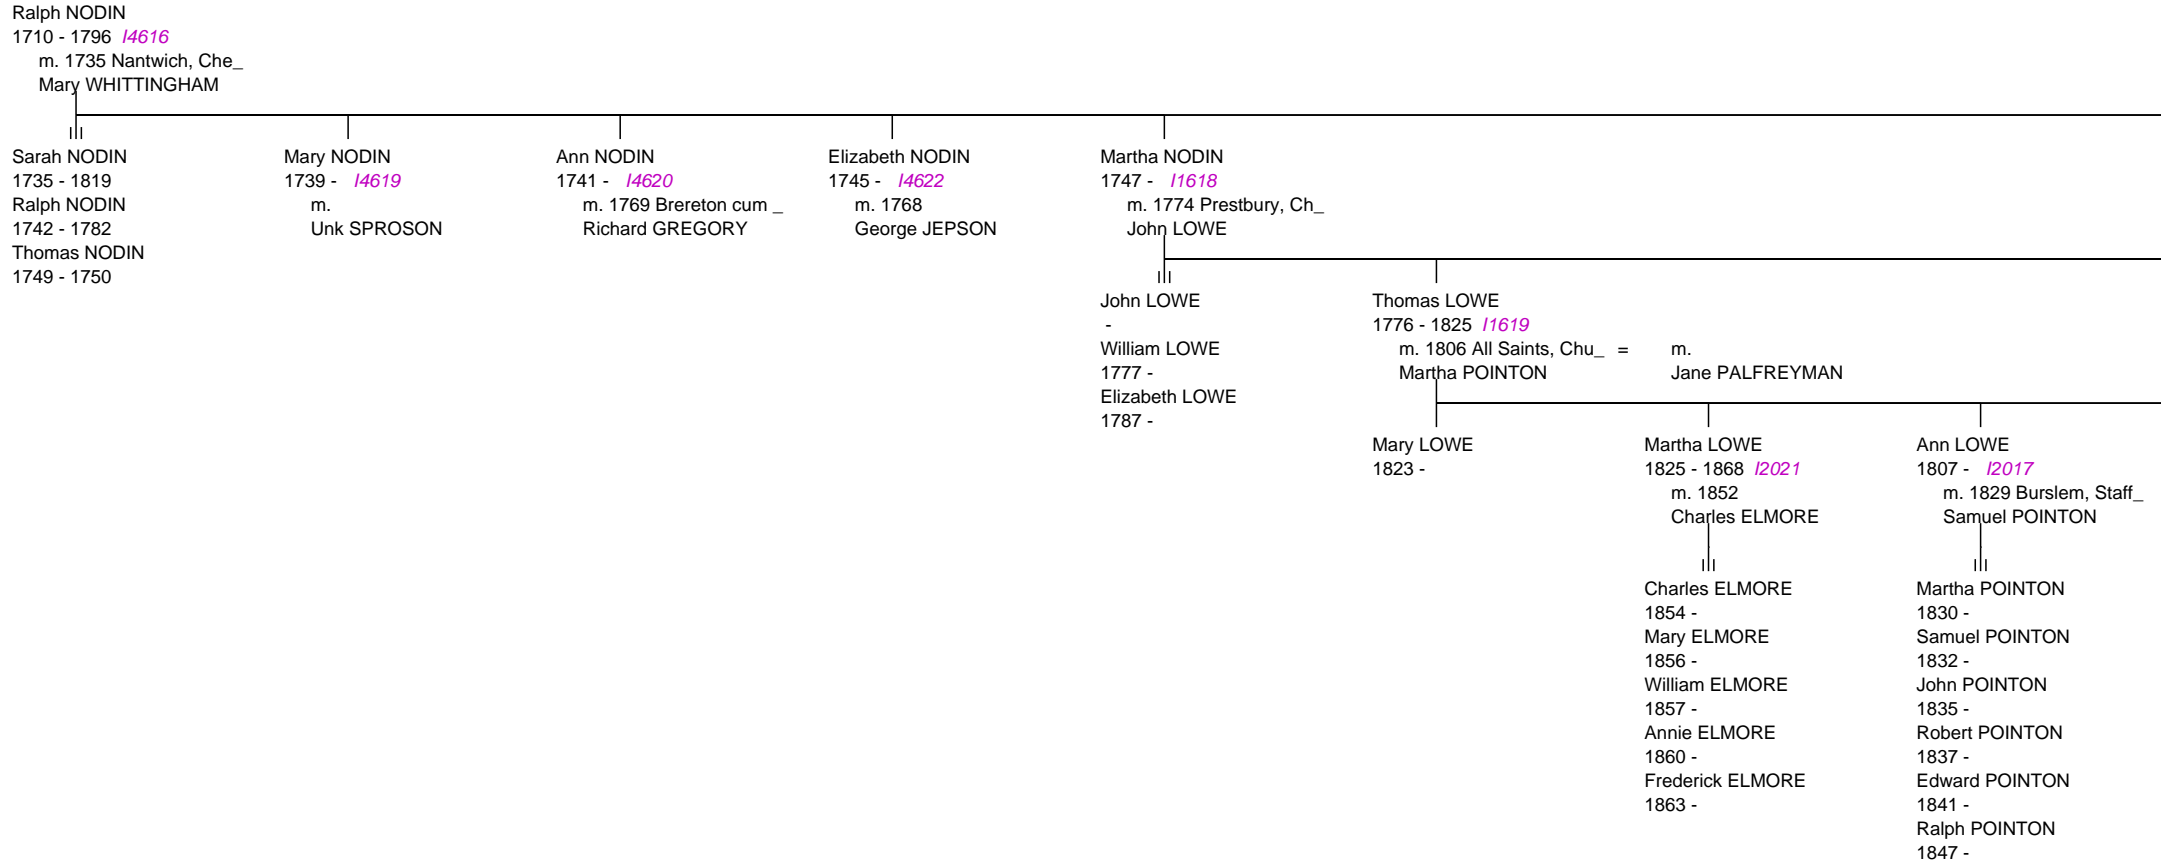 Ralph NODIN
1710 - 1796 I4616
m. 1735 Nantwich, Che_
Mary WHITTINGHAM
Sarah NODIN
1735 - 1819
Ralph NODIN
1742 - 1782
Thomas NODIN
1749 - 1750
Mary NODIN
1739 - I4619
m.
Unk SPROSON
Ann NODIN
1741 - I4620
m. 1769 Brereton cum _
Richard GREGORY
Elizabeth NODIN
1745 - I4622
m. 1768
George JEPSON
Martha NODIN
1747 - I1618
m. 1774 Prestbury, Ch_
John LOWE
John LOWE
-
William LOWE
1777 -
Elizabeth LOWE
1787 -
Thomas LOWE
1776 - 1825 I1619
m. 1806 All Saints, Chu_ = m.
Martha POINTON Jane PALFREYMAN
Mary LOWE
1823 -
Martha LOWE
1825 - 1868 I2021
m. 1852
Charles ELMORE
Charles ELMORE
1854 -
Mary ELMORE
1856 -
William ELMORE
1857 -
Annie ELMORE
1860 -
Frederick ELMORE
1863 -
Ann LOWE
1807 - I2017
m. 1829 Burslem, Staff_
Samuel POINTON
Martha POINTON
1830 -
Samuel POINTON
1832 -
John POINTON
1835 -
Robert POINTON
1837 -
Edward POINTON
1841 -
Ralph POINTON
1847 -